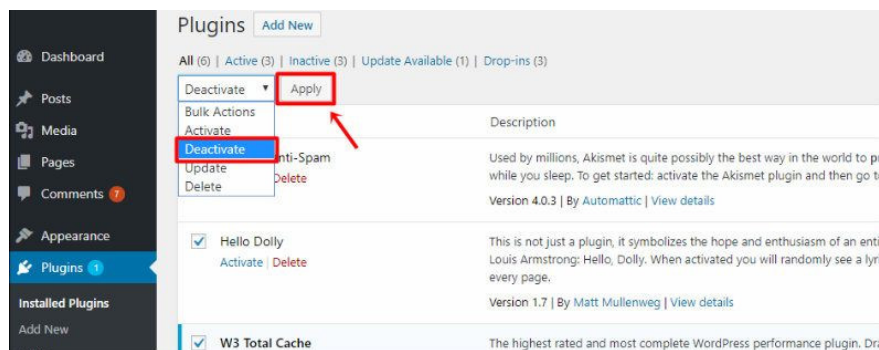 Plugins Add New
Dashboard
All (6) | Active (3) | Inactive (3) | Update Available (1) | Drop-ins (3)
Deactivate Apply
Posts
Bulk Actions
Activate
Description
Media
Deactivate
nti-Spam
Used by millions, Akismet is quite possibly the best way in the world to p
Pages
Update
Delete
while you sleep. To get started: activate the Akismet plugin and then go t
Delete
Comments 7
Version 4.0.3 | By Automattic | View details
Appearance
Hello Dolly
This is not just a plugin, it symbolizes the hope and enthusiasm of an enti
Plugins 1
Activate | Delete
Louis Armstrong: Hello, Dolly. When activated you will randomly see a lyri
every page.
Installed Plugins
Version 1.7 | By Matt Mullenweg | View details
Add New
W3 Total Cache
The highest rated and most complete WordPress performance plugin. Dra